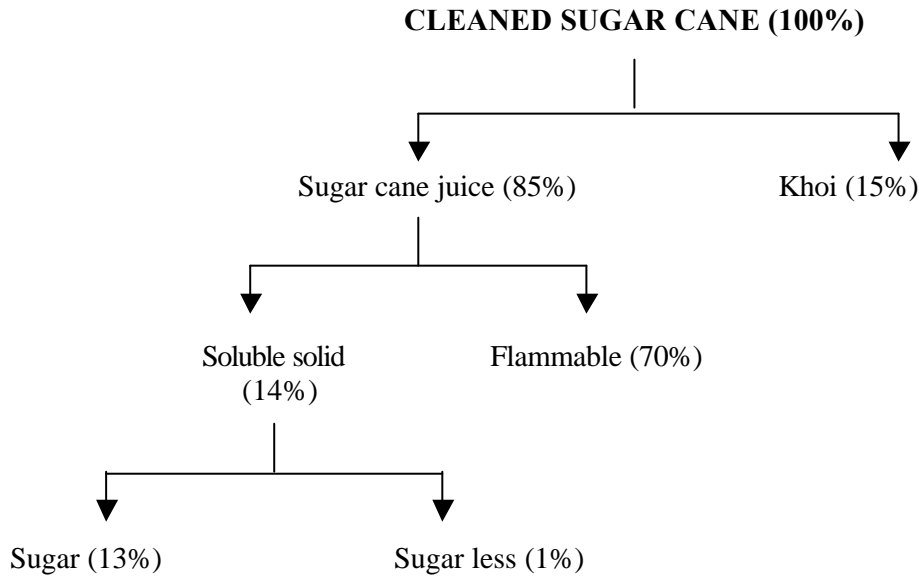 CLEANED SUGAR CANE (100%)
Sugar cane juice (85%)
Khoi (15%)
Soluble solid
(14%)
Flammable (70%)
Sugar (13%)
Sugar less (1%)